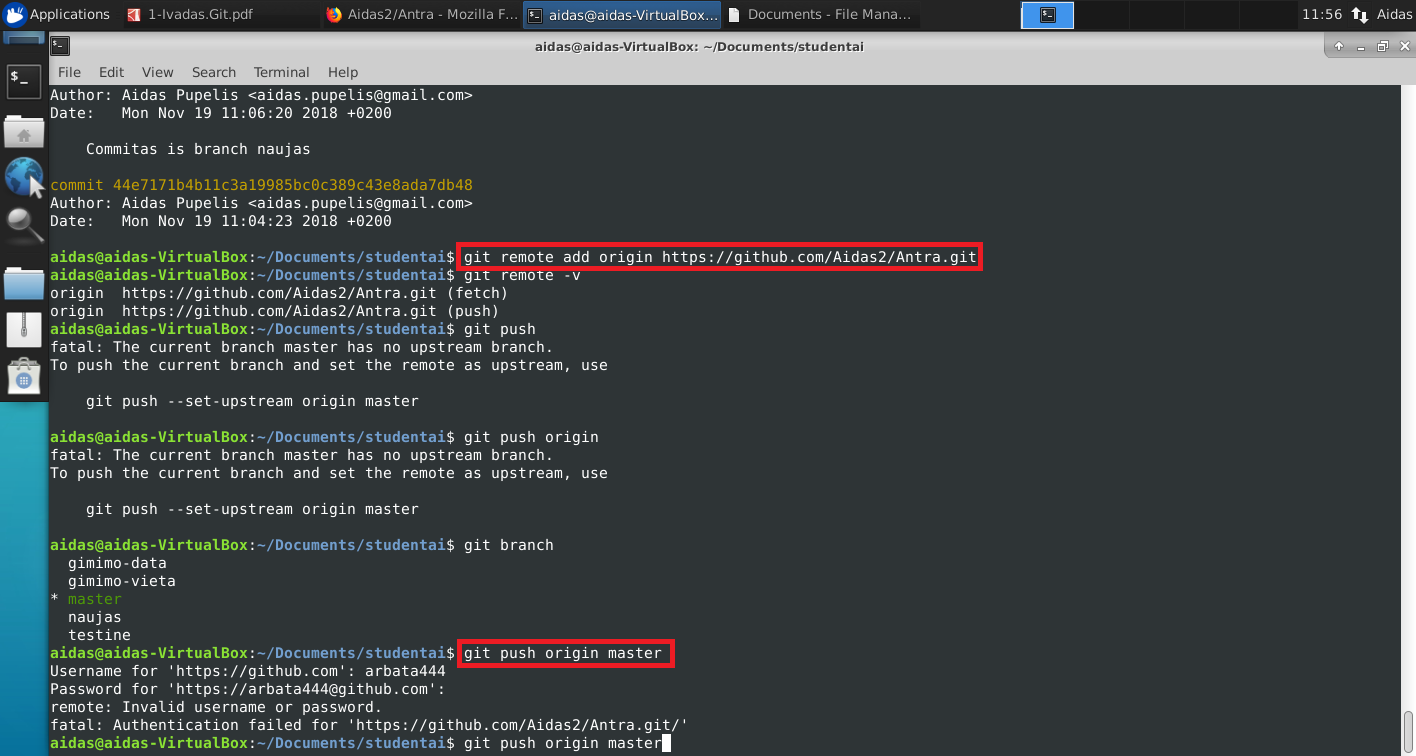 Applications 1-Ivadas.Git.pdf Aidas2/Antra - Mozilla F... aidas@aidas-VirtualBox... Documents - File Mana... 11:56 Aidas
aidas@aidas-VirtualBox: ~/Documents/studentai
File Edit View Search Terminal Help
Author: Aidas Pupelis <aidas.pupelis@gmail.com>
Date:   Mon Nov 19 11:06:20 2018 +0200
    Commitas is branch naujas
commit 44e7171b4b11c3a19985bc0c389c43e8ada7db48
Author: Aidas Pupelis <aidas.pupelis@gmail.com>
Date:   Mon Nov 19 11:04:23 2018 +0200
aidas@aidas-VirtualBox:~/Documents/studentai$ git remote add origin https://github.com/Aidas2/Antra.git
aidas@aidas-VirtualBox:~/Documents/studentai$ git remote -v
origin  https://github.com/Aidas2/Antra.git (fetch)
origin  https://github.com/Aidas2/Antra.git (push)
aidas@aidas-VirtualBox:~/Documents/studentai$ git push
fatal: The current branch master has no upstream branch.
To push the current branch and set the remote as upstream, use
    git push --set-upstream origin master
aidas@aidas-VirtualBox:~/Documents/studentai$ git push origin
fatal: The current branch master has no upstream branch.
To push the current branch and set the remote as upstream, use
    git push --set-upstream origin master
aidas@aidas-VirtualBox:~/Documents/studentai$ git branch
  gimimo-data
  gimimo-vieta
* master
  naujas
  testine
aidas@aidas-VirtualBox:~/Documents/studentai$ git push origin master
Username for 'https://github.com': arbata444
Password for 'https://arbata444@github.com':
remote: Invalid username or password.
fatal: Authentication failed for 'https://github.com/Aidas2/Antra.git/'
aidas@aidas-VirtualBox:~/Documents/studentai$ git push origin master